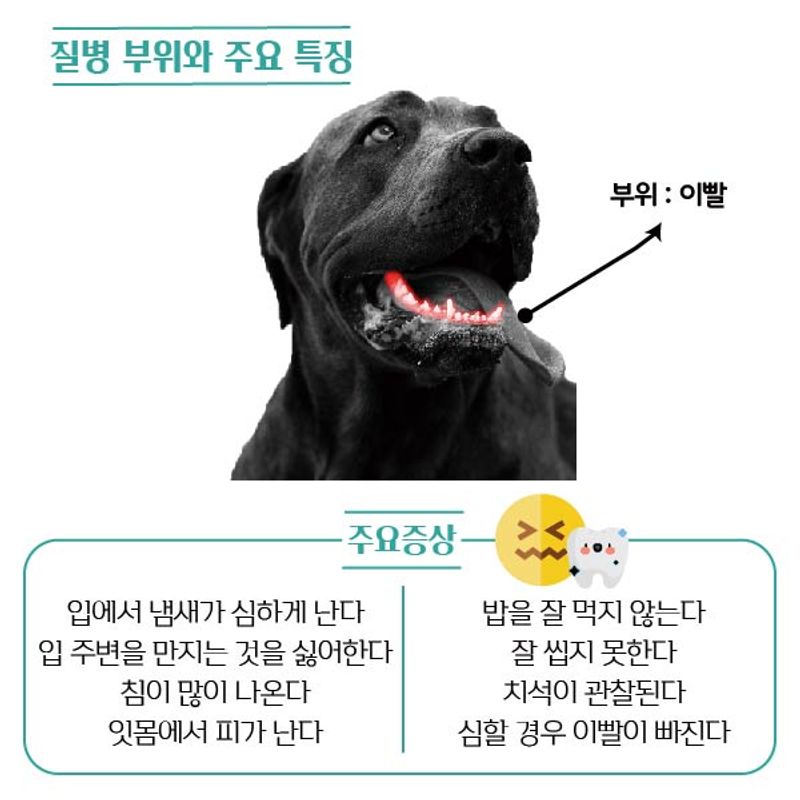 질병 부위와 주요 특징
부위 : 이빨
주요증상
입에서 냄새가 심하게 난다
입 주변을 만지는 것을 싫어한다
침이 많이 나온다
잇몸에서 피가 난다
밥을 잘 먹지 않는다
잘 씹지 못한다
치석이 관찰된다
심할 경우 이빨이 빠진다